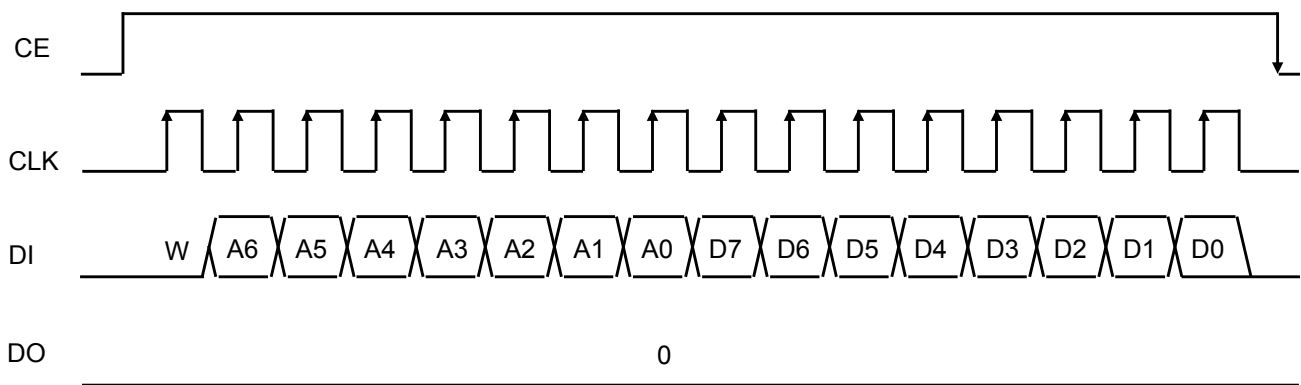 CE
CLK
DI W A6 A5 A4 A3 A2 A1 A0 D7 D6 D5 D4 D3 D2 D1 D0
DO 0